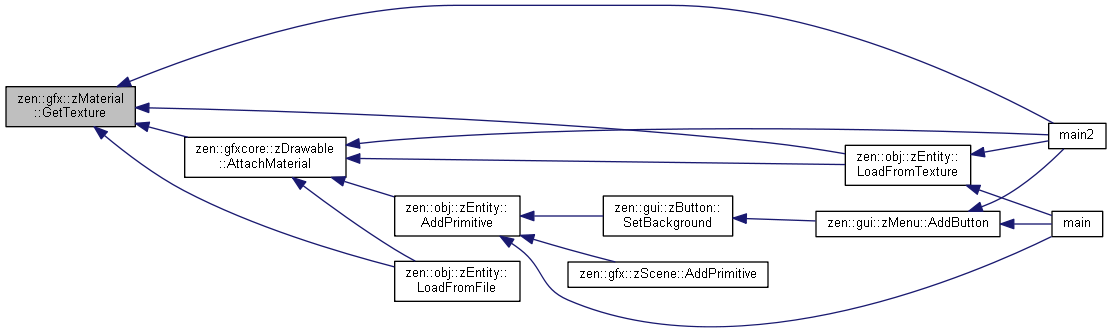 zen::gfx::zMaterial
::GetTexture
zen::gfxcore::zDrawable
::AttachMaterial
zen::obj::zEntity::
AddPrimitive
zen::obj::zEntity::
LoadFromFile
zen::gui::zButton::
SetBackground
zen::gfx::zScene::AddPrimitive
zen::obj::zEntity::
LoadFromTexture
zen::gui::zMenu::AddButton
main2
main